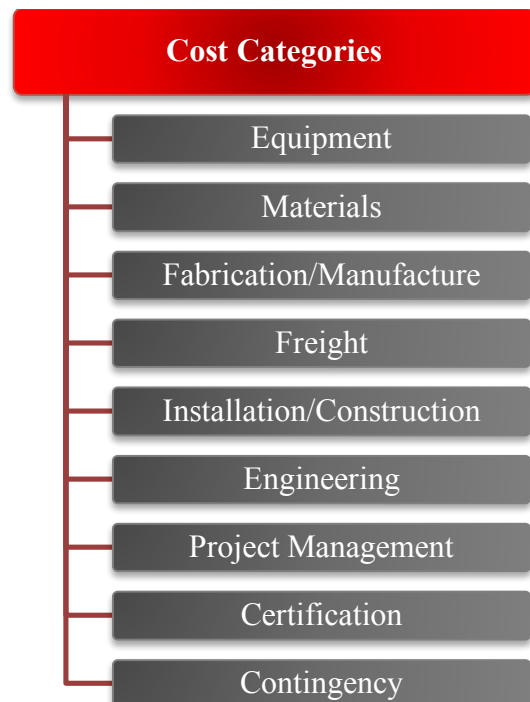 Cost Categories
Equipment
Materials
Fabrication/Manufacture
Freight
Installation/Construction
Engineering
Project Management
Certification
Contingency